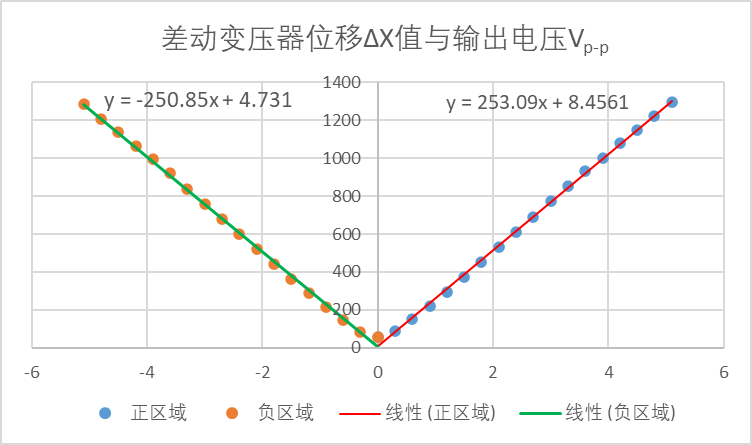 差动变压器位移ΔX值与输出电压Vp-p
y = -250.85x + 4.731
y = 253.09x + 8.4561
1400
1200
1000
800
600
400
200
0
-6 -4 -2 0 2 4 6
正区域 负区域 线性 (正区域) 线性 (负区域)